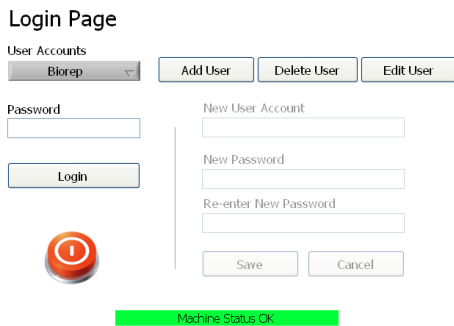 Login Page
User Accounts
Biorep
Add User
Delete User
Edit User
Password
New User Account
New Password
Login
Re-enter New Password
Save
Cancel
Machine Status OK